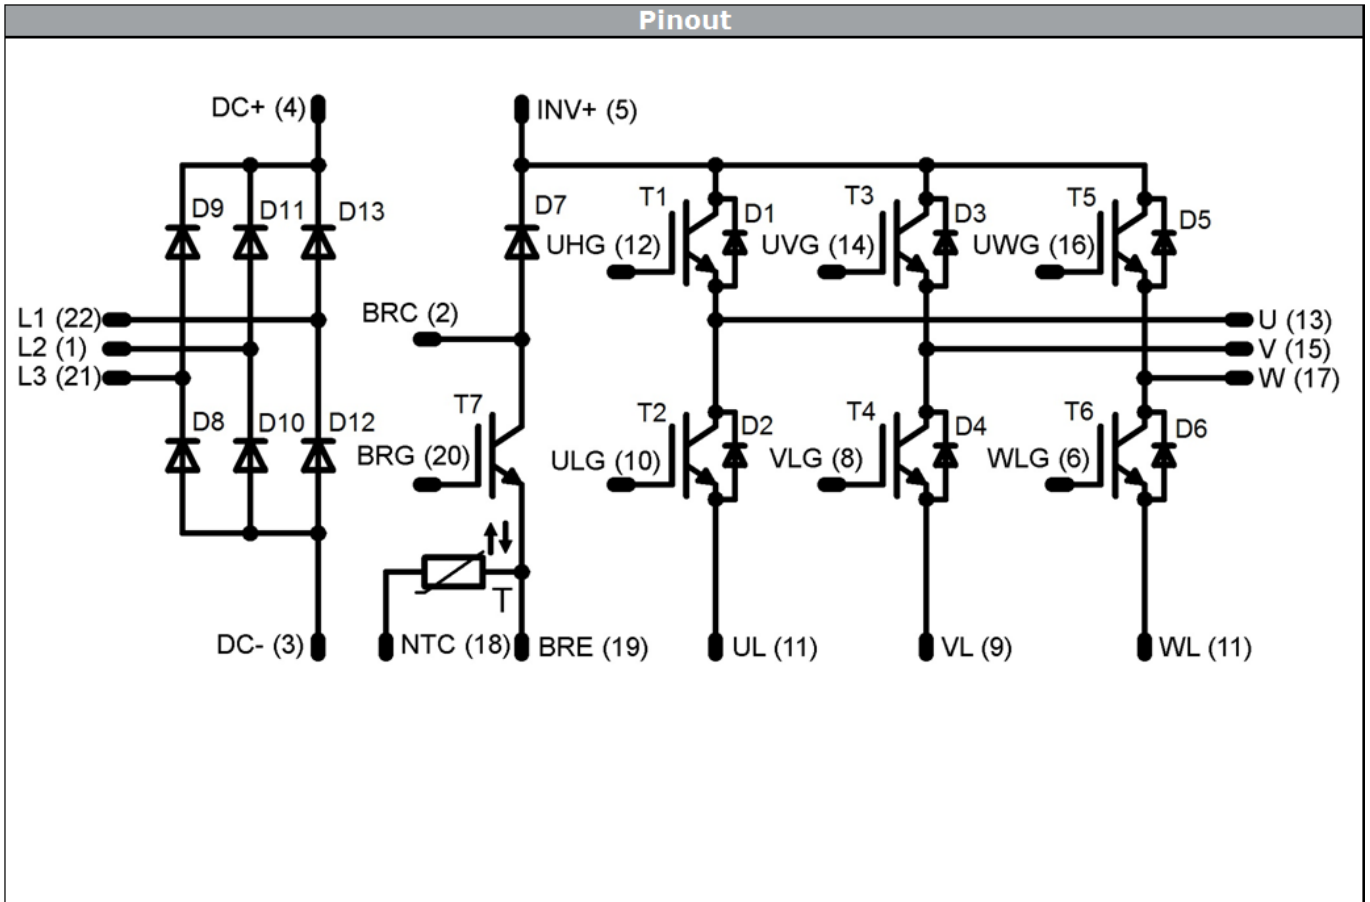 Pinout
DC+ (4)
INV+ (5)
D9
D11
D13
D7
T1
D1
T3
D3
T5
D5
UHG (12)
UVG (14)
UWG (16)
L1 (22)
L2 (1)
L3 (21)
BRC (2)
U (13)
V (15)
W (17)
D8
D10
D12
T7
T2
D2
T4
D4
T6
D6
BRG (20)
ULG (10)
VLG (8)
WLG (6)
T
DC- (3)
NTC (18)
BRE (19)
UL (11)
VL (9)
WL (11)